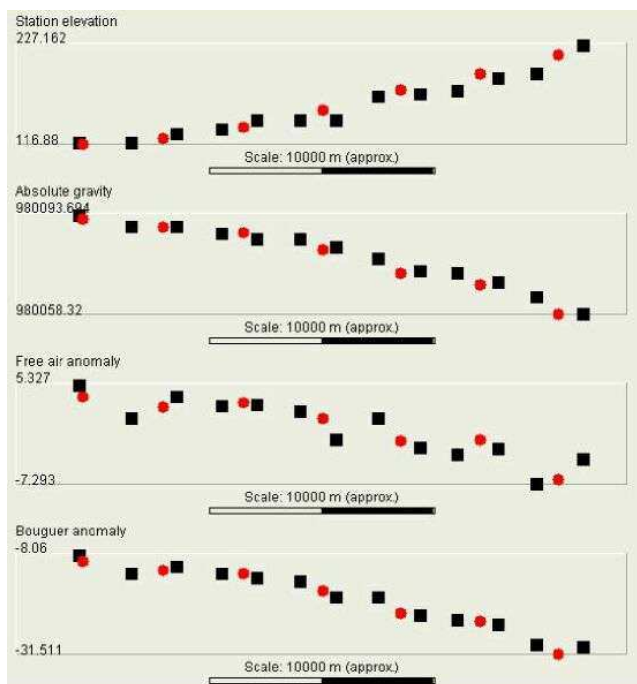 Station elevation
227.162
116.88
Scale: 10000 m (approx.)
Absolute gravity
980093.694
980058.32
Scale: 10000 m (approx.)
Free air anomaly
5.327
-7.293
Scale: 10000 m (approx.)
Bouguer anomaly
-8.06
-31.511
Scale: 10000 m (approx.)